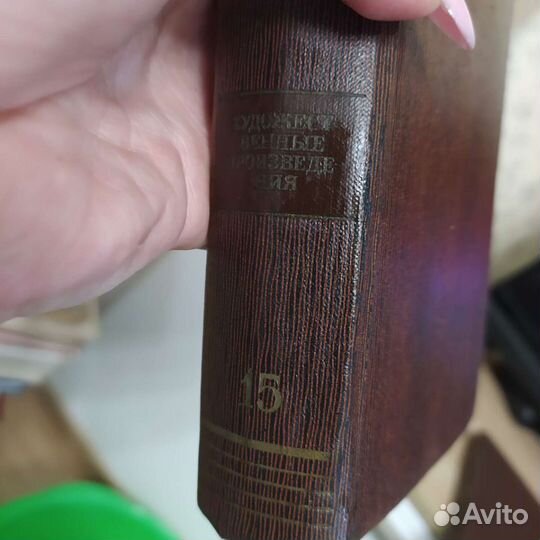 ХУДОЖЕСТ
ВЕННЫЕ
ПРОИЗВЕДЕ
НИЯ
15
Avito